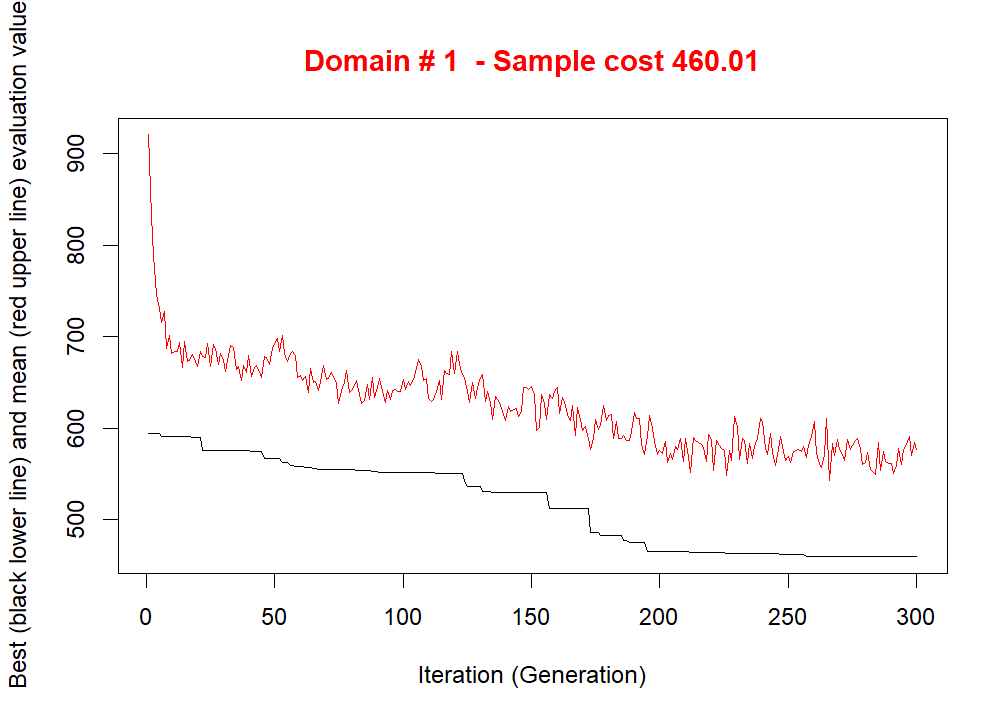 Domain # 1  - Sample cost 460.01
Best (black lower line) and mean (red upper line) evaluation value
900
800
700
600
500
0 50 100 150 200 250 300
Iteration (Generation)